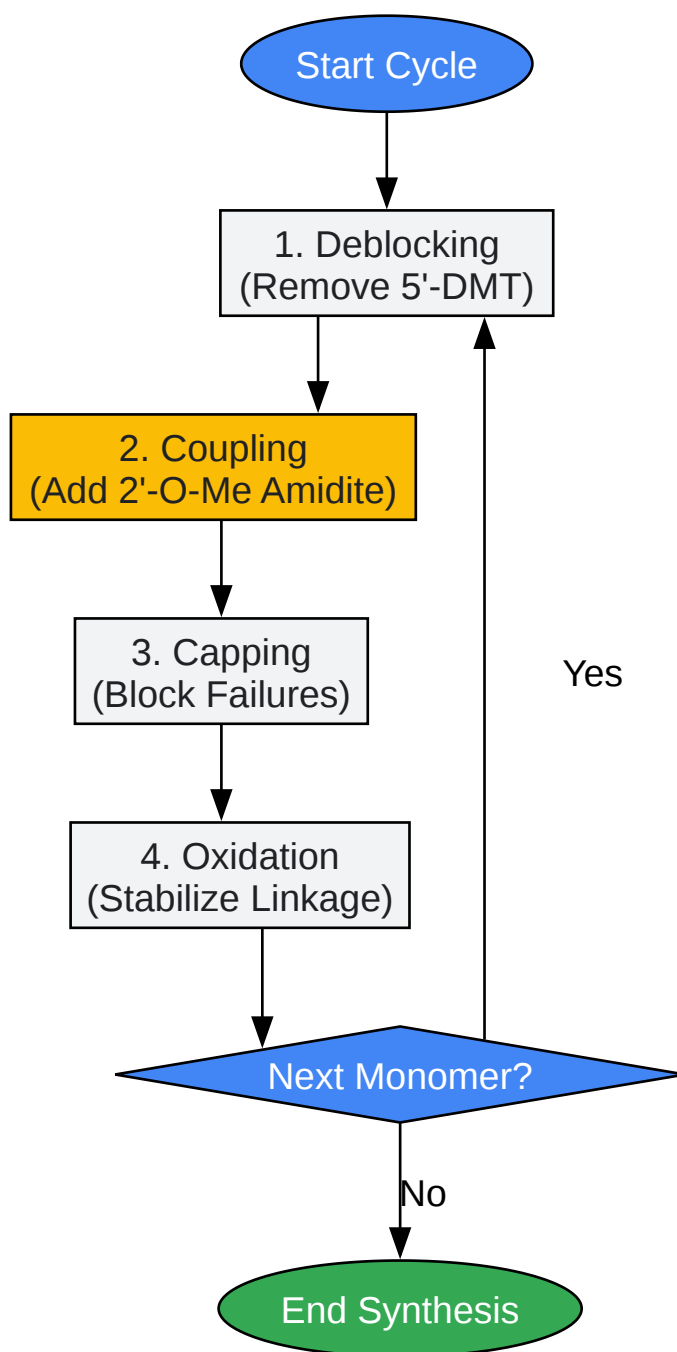 Start Cycle
1. Deblocking
(Remove 5'-DMT)
2. Coupling
(Add 2'-O-Me Amidite)
3. Capping
(Block Failures)
Yes
4. Oxidation
(Stabilize Linkage)
Next Monomer?
No
End Synthesis